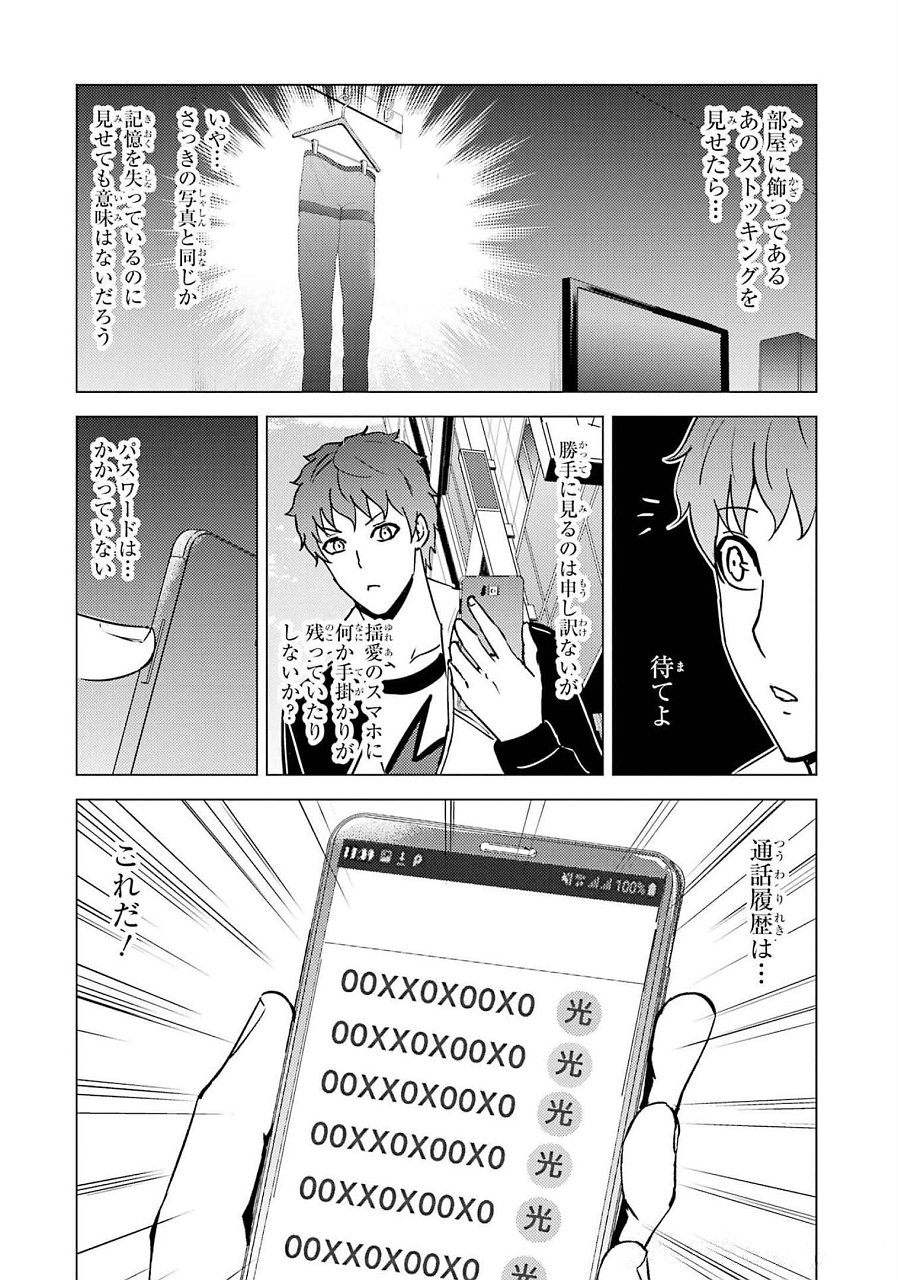 部屋に飾ってある
あのストッキングを
見せたら…
いや…
さっきの写真と同じか
記憶を失っているのに
見せても意味はないだろう
待てよ
勝手に見るのは申し訳ないが
揺愛のスマホに
何か手掛かりが
残っていたり
しないか？
パスワードは…
かかっていない
通話履歴は…
100%
00XX0X00X0 光
00XX0X00X0 光
00XX0X00X0 光
00XX0X00X0 光
00XX0X00X0 光
00XX0X00X0 光
これだ！